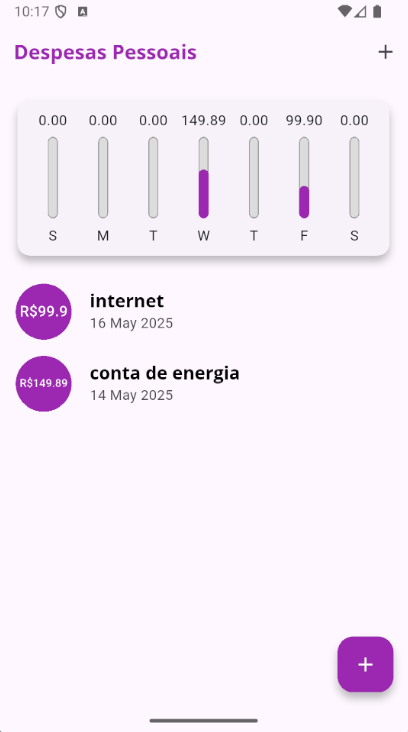 10:17
Despesas Pessoais
0.00 0.00 0.00 149.89 0.00 99.90 0.00
S M T W T F S
R$99.9
internet
16 May 2025
R$149.89
conta de energia
14 May 2025